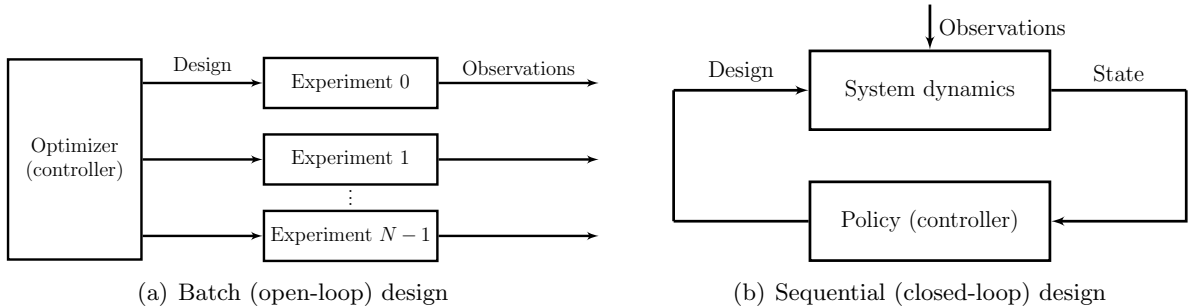 Design
Experiment 0
Observations
Optimizer
(controller)
Experiment 1
⋮
Experiment N − 1
(a) Batch (open-loop) design
Observations
Design
System dynamics
State
Policy (controller)
(b) Sequential (closed-loop) design